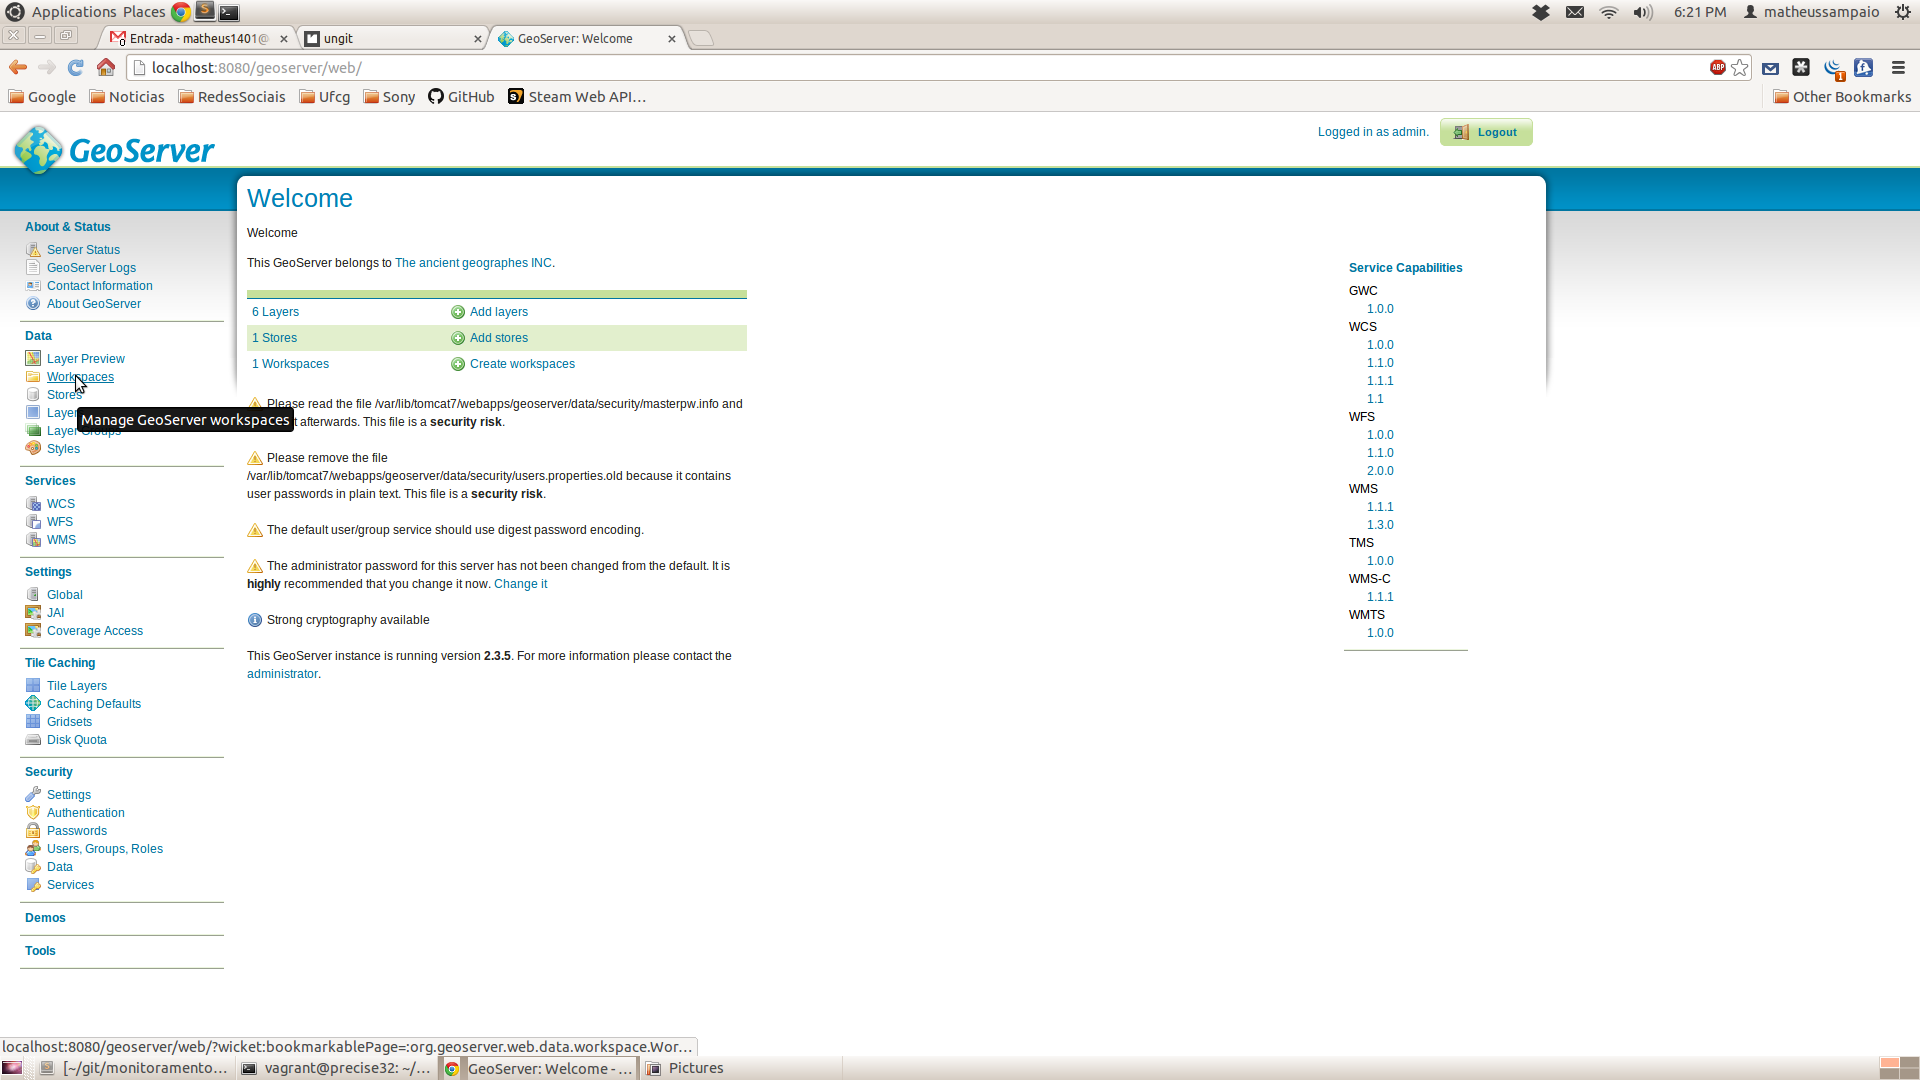 Applications Places
6:21 PM matheussampaio
Entrada - matheus1401@
ungit
GeoServer: Welcome
localhost:8080/geoserver/web/
ABP
1
Google Noticias RedesSociais Ufcg Sony GitHub Steam Web API…
Other Bookmarks
GeoServer
Logged in as admin.
Logout
About & Status
Server Status
GeoServer Logs
Contact Information
About GeoServer
Data
Layer Preview
Workspaces
Stores
Layer
Manage GeoServer workspaces
Layer Groups
Styles
Services
WCS
WFS
WMS
Settings
Global
JAI
Coverage Access
Tile Caching
Tile Layers
Caching Defaults
Gridsets
Disk Quota
Security
Settings
Authentication
Passwords
Users, Groups, Roles
Data
Services
Demos
Tools
Welcome
Welcome
This GeoServer belongs to The ancient geographes INC.
6 Layers Add layers
1 Stores Add stores
1 Workspaces Create workspaces
Please read the file /var/lib/tomcat7/webapps/geoserver/data/security/masterpw.info and
afterwards. This file is a security risk.
Please remove the file
/var/lib/tomcat7/webapps/geoserver/data/security/users.properties.old because it contains
user passwords in plain text. This file is a security risk.
The default user/group service should use digest password encoding.
The administrator password for this server has not been changed from the default. It is
highly recommended that you change it now. Change it
Strong cryptography available
This GeoServer instance is running version 2.3.5. For more information please contact the
administrator.
Service Capabilities
GWC
1.0.0
WCS
1.0.0
1.1.0
1.1.1
1.1
WFS
1.0.0
1.1.0
2.0.0
WMS
1.1.1
1.3.0
TMS
1.0.0
WMS-C
1.1.1
WMTS
1.0.0
localhost:8080/geoserver/web/?wicket:bookmarkablePage=:org.geoserver.web.data.workspace.Wor…
[~/git/monitoramento…
vagrant@precise32: ~/…
GeoServer: Welcome - …
Pictures